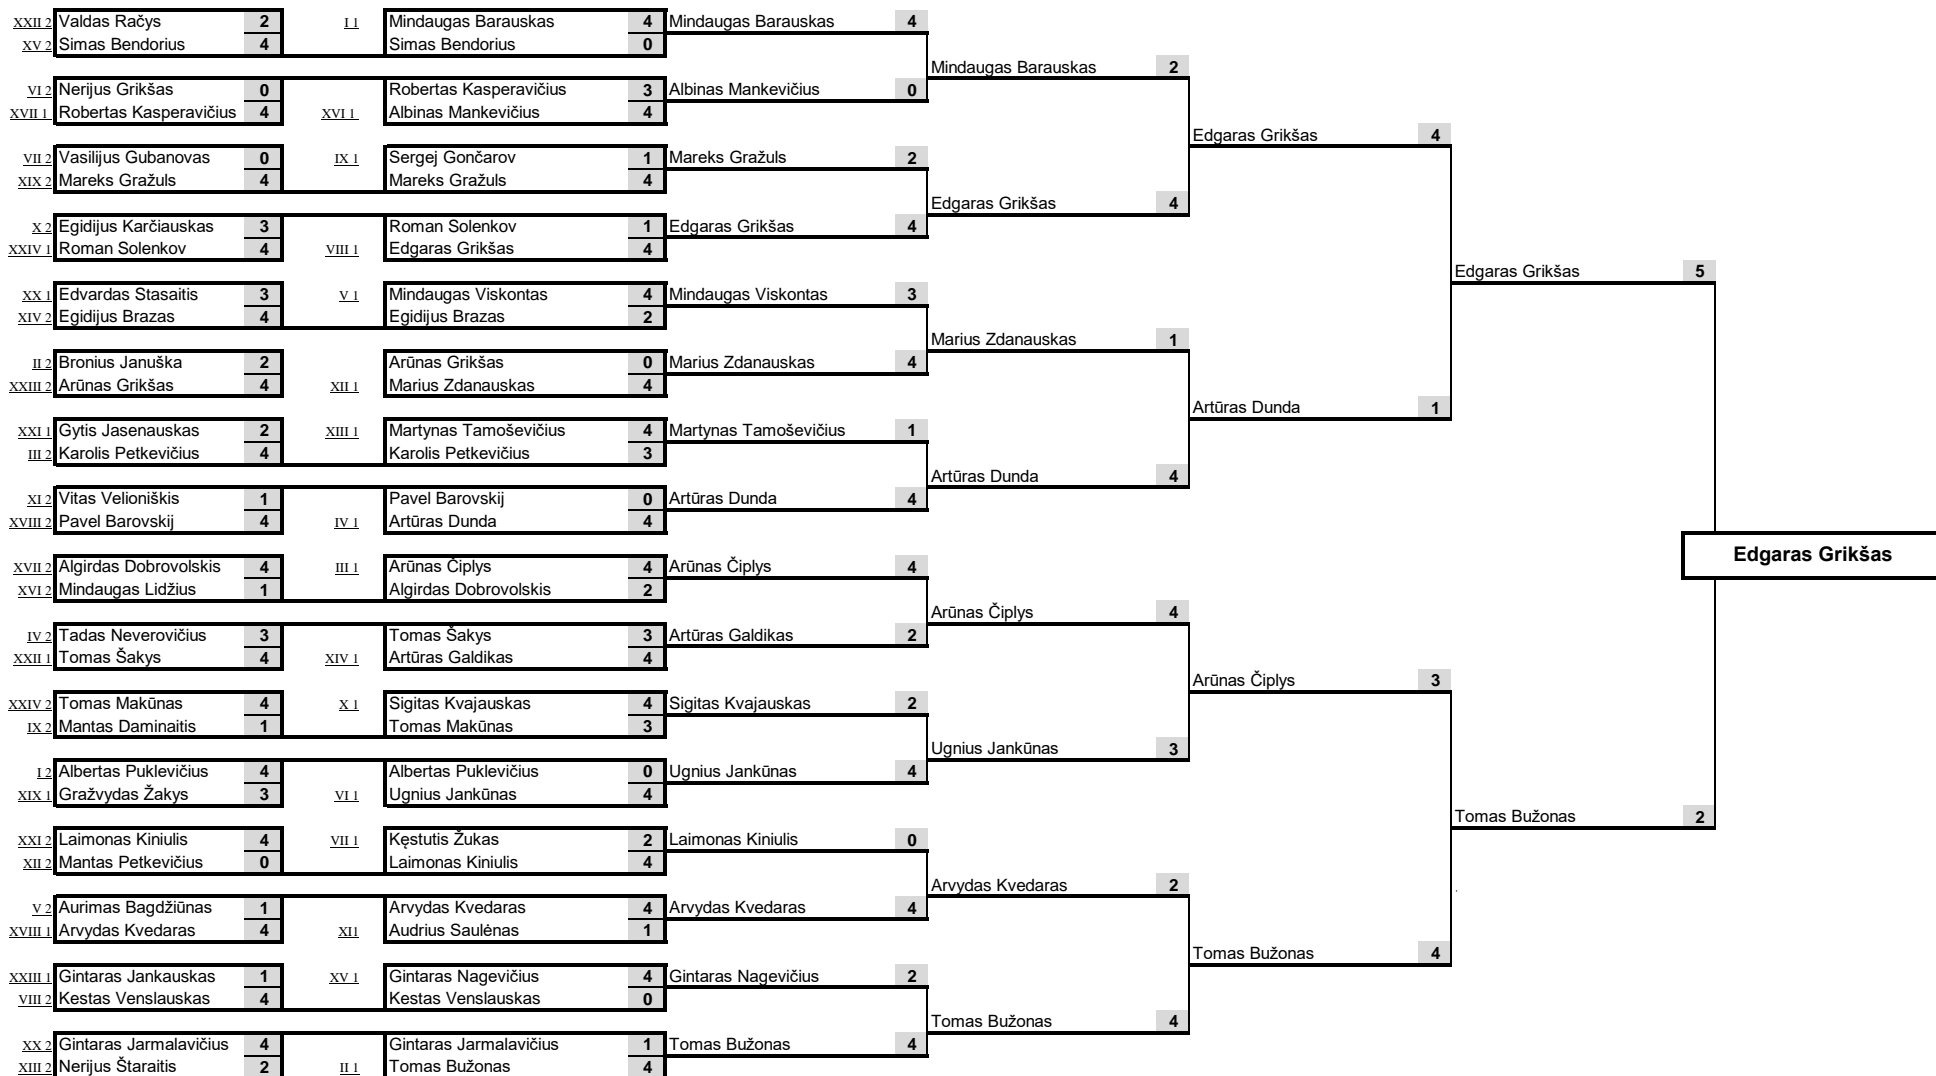 XXII 2 Valdas Račys 2 I 1 Mindaugas Barauskas 4 Mindaugas Barauskas 4
XV 2 Simas Bendorius 4 Simas Bendorius 0
Mindaugas Barauskas 2
VI 2 Nerijus Grikšas 0 Robertas Kasperavičius 3 Albinas Mankevičius 0
XVII 1 Robertas Kasperavičius 4 XVI 1 Albinas Mankevičius 4
Edgaras Grikšas 4
VII 2 Vasilijus Gubanovas 0 IX 1 Sergej Gončarov 1 Mareks Gražuls 2
XIX 2 Mareks Gražuls 4 Mareks Gražuls 4
Edgaras Grikšas 4
X 2 Egidijus Karčiauskas 3 Roman Solenkov 1 Edgaras Grikšas 4
XXIV 1 Roman Solenkov 4 VIII 1 Edgaras Grikšas 4
Edgaras Grikšas 5
XX 1 Edvardas Stasaitis 3 V 1 Mindaugas Viskontas 4 Mindaugas Viskontas 3
XIV 2 Egidijus Brazas 4 Egidijus Brazas 2
Marius Zdanauskas 1
II 2 Bronius Januška 2 Arūnas Grikšas 0 Marius Zdanauskas 4
XXIII 2 Arūnas Grikšas 4 XII 1 Marius Zdanauskas 4
Artūras Dunda 1
XXI 1 Gytis Jasenauskas 2 XIII 1 Martynas Tamoševičius 4 Martynas Tamoševičius 1
III 2 Karolis Petkevičius 4 Karolis Petkevičius 3
Artūras Dunda 4
XI 2 Vitas Velioniškis 1 Pavel Barovskij 0 Artūras Dunda 4
XVIII 2 Pavel Barovskij 4 IV 1 Artūras Dunda 4
Edgaras Grikšas
XVII 2 Algirdas Dobrovolskis 4 III 1 Arūnas Čiplys 4 Arūnas Čiplys 4
XVI 2 Mindaugas Lidžius 1 Algirdas Dobrovolskis 2
Arūnas Čiplys 4
IV 2 Tadas Neverovičius 3 Tomas Šakys 3 Artūras Galdikas 2
XXII 1 Tomas Šakys 4 XIV 1 Artūras Galdikas 4
Arūnas Čiplys 3
XXIV 2 Tomas Makūnas 4 X 1 Sigitas Kvajauskas 4 Sigitas Kvajauskas 2
IX 2 Mantas Daminaitis 1 Tomas Makūnas 3
Ugnius Jankūnas 3
I 2 Albertas Puklevičius 4 Albertas Puklevičius 0 Ugnius Jankūnas 4
XIX 1 Gražvydas Žakys 3 VI 1 Ugnius Jankūnas 4
Tomas Bužonas 2
XXI 2 Laimonas Kiniulis 4 VII 1 Kęstutis Žukas 2 Laimonas Kiniulis 0
XII 2 Mantas Petkevičius 0 Laimonas Kiniulis 4
Arvydas Kvedaras 2
V 2 Aurimas Bagdžiūnas 1 Arvydas Kvedaras 4 Arvydas Kvedaras 4
XVIII 1 Arvydas Kvedaras 4 XI1 Audrius Saulėnas 1
Tomas Bužonas 4
XXIII 1 Gintaras Jankauskas 1 XV 1 Gintaras Nagevičius 4 Gintaras Nagevičius 2
VIII 2 Kestas Venslauskas 4 Kestas Venslauskas 0
Tomas Bužonas 4
XX 2 Gintaras Jarmalavičius 4 Gintaras Jarmalavičius 1 Tomas Bužonas 4
XIII 2 Nerijus Štaraitis 2 II 1 Tomas Bužonas 4